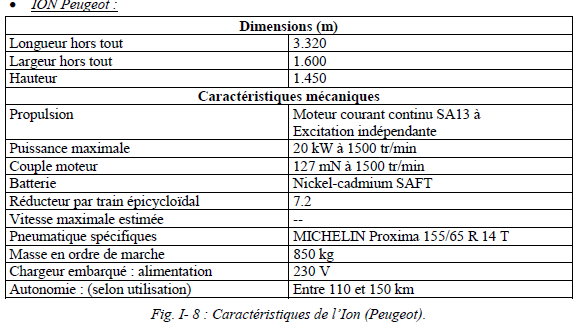 • ION Peugeot :
Dimensions (m)
Longueur hors tout 3.320
Largeur hors tout 1.600
Hauteur 1.450
Caractéristiques mécaniques
Propulsion Moteur courant continu SA13 à
Excitation indépendante
Puissance maximale 20 kW à 1500 tr/min
Couple moteur 127 mN à 1500 tr/min
Batterie Nickel-cadmium SAFT
Réducteur par train épicycloïdal 7.2
Vitesse maximale estimée --
Pneumatique spécifiques MICHELIN Proxima 155/65 R 14 T
Masse en ordre de marche 850 kg
Chargeur embarqué : alimentation 230 V
Autonomie : (selon utilisation) Entre 110 et 150 km
Fig. I- 8 : Caractéristiques de l'Ion (Peugeot).